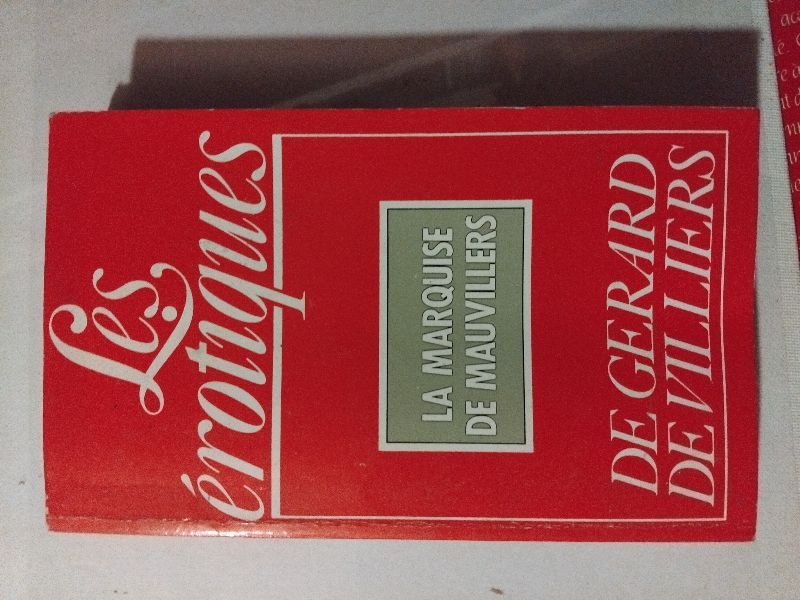 Les
érotiques
LA MARQUISE
DE MAUVILLERS
DE GERARD
DE VILLIERS